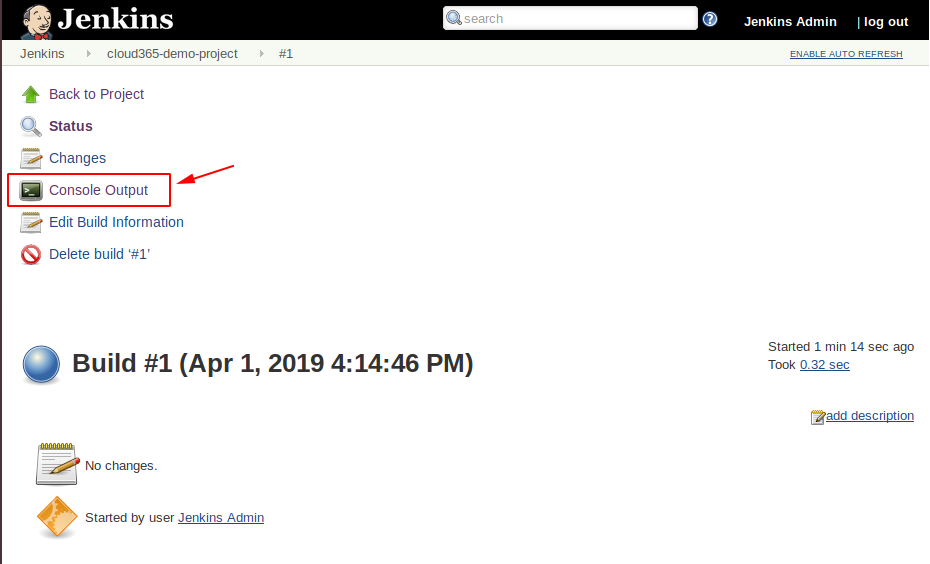 Jenkins search Jenkins Admin | log out
Jenkins cloud365-demo-project #1 ENABLE AUTO REFRESH
Back to Project
Status
Changes
Console Output
Edit Build Information
Delete build ‘#1’
Build #1 (Apr 1, 2019 4:14:46 PM)
Started 1 min 14 sec ago
Took 0.32 sec
add description
No changes.
Started by user Jenkins Admin